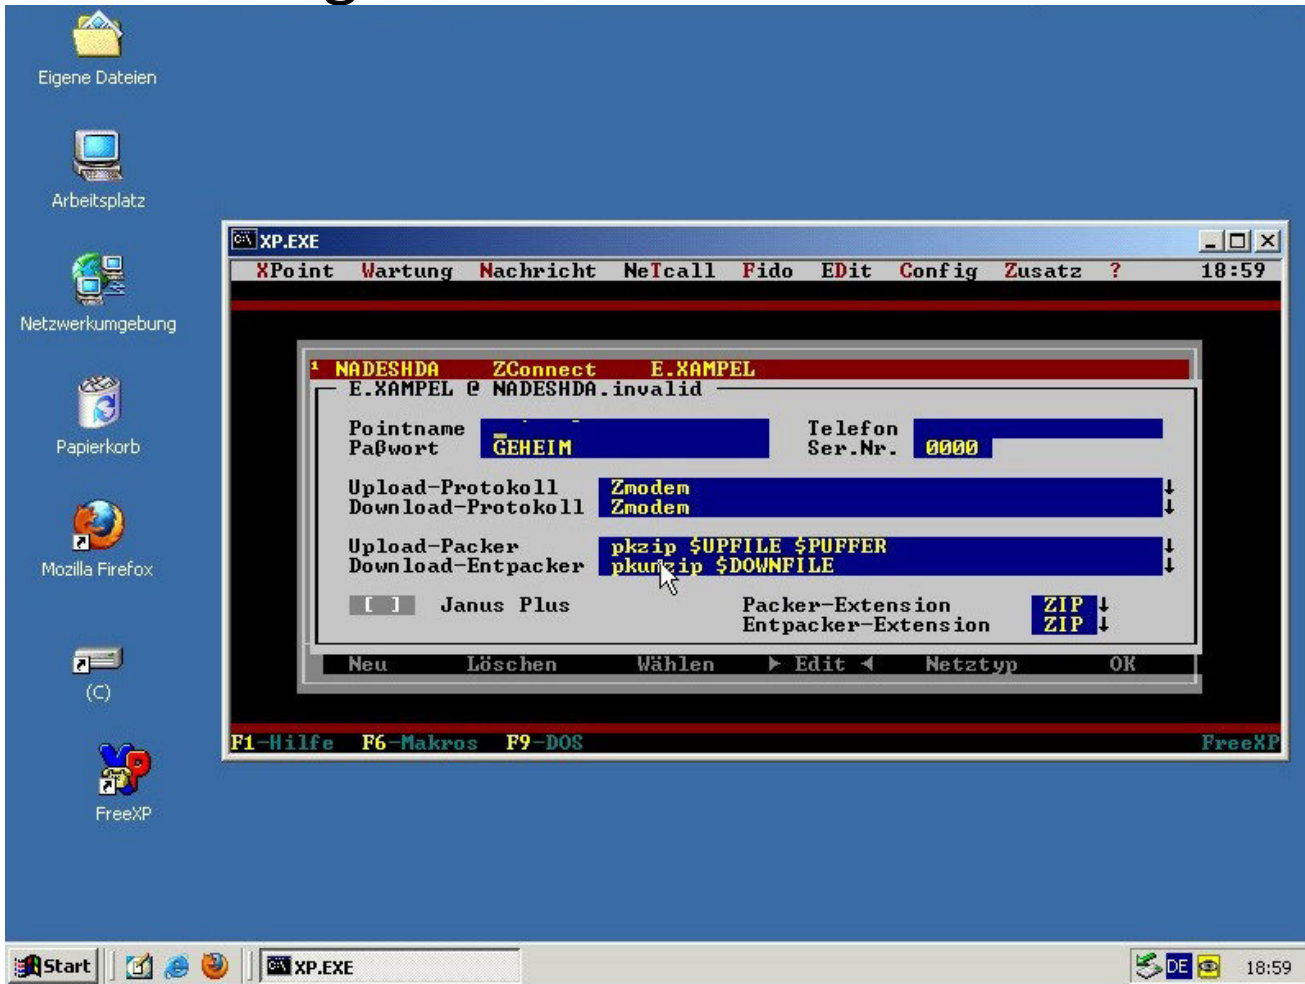 Eigene Dateien
Arbeitsplatz
Netzwerkumgebung
Papierkorb
Mozilla Firefox
(C)
FreeXP
XP.EXE
XPoint Wartung Nachricht NeTcall Fido EDit Config Zusatz ? 18:59
1 NADESHDA ZConnect E.XAMPEL
E.XAMPEL @ NADESHDA.invalid
Pointname Telefon
Paßwort GEHEIM Ser.Nr. 0000
Upload-Protokoll Zmodem ↓
Download-Protokoll Zmodem ↓
Upload-Packer pkzip $UPFILE $PUFFER ↓
Download-Entpacker pkunzip $DOWNFILE ↓
[ ] Janus Plus Packer-Extension ZIP ↓
Entpacker-Extension ZIP ↓
Neu Löschen Wählen ► Edit ◄ Netztyp OK
F1-Hilfe F6-Makros F9-DOS FreeXP
Start XP.EXE DE 18:59